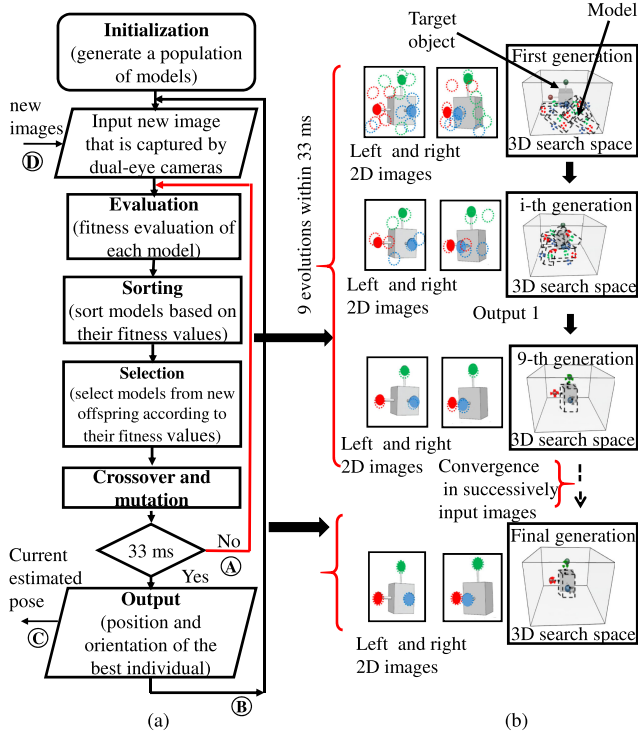 Initialization
(generate a population
of models)
new
images
D
Input new image
that is captured by
dual-eye cameras
Evaluation
(fitness evaluation of
each model)
Sorting
(sort models based on
their fitness values)
Selection
(select models from new
offspring according to
their fitness values)
Crossover and
mutation
33 ms
No
A
Yes
Current
estimated
pose
C
Output
(position and
orientation of the
best individual)
B
(a)
9 evolutions within 33 ms
Target
object
Model
First generation
3D search space
Left and right
2D images
i-th generation
3D search space
Left and right
2D images
Output 1
9-th generation
3D search space
Left and right
2D images
Convergence
in successively
input images
Final generation
3D search space
Left and right
2D images
(b)